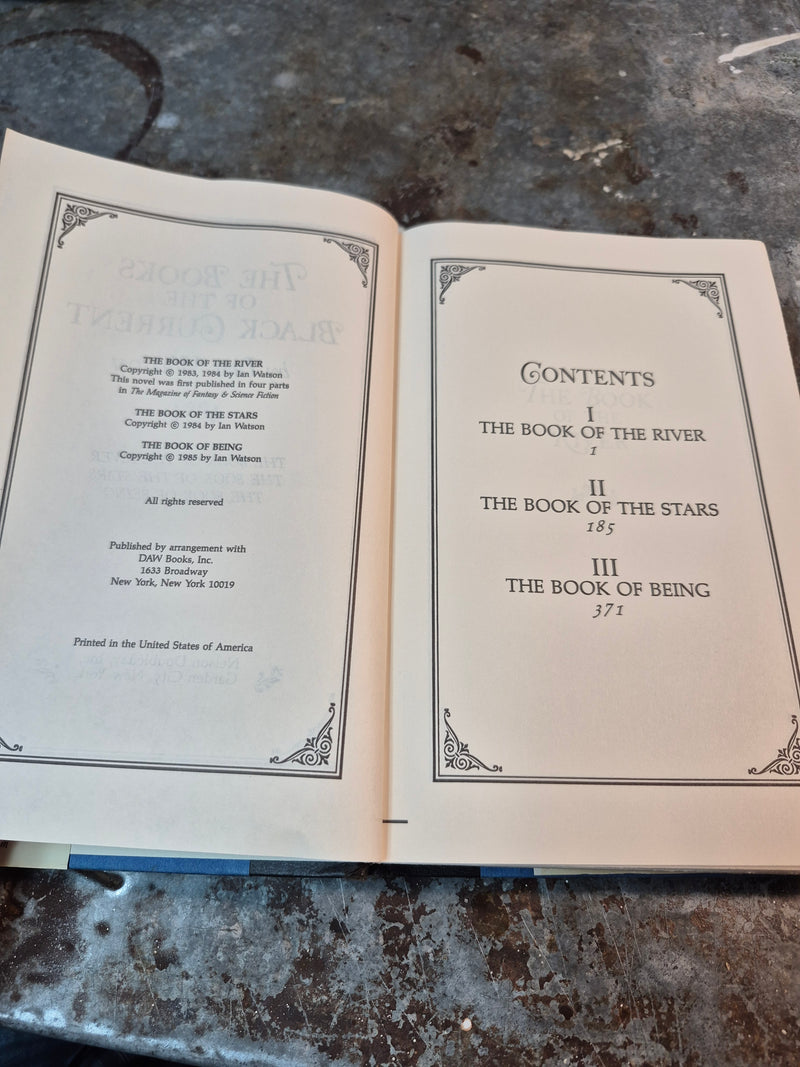 THE BOOK OF THE RIVER
Copyright © 1983, 1984 by Ian Watson
This novel was first published in four parts
in The Magazine of Fantasy & Science Fiction
THE BOOK OF THE STARS
Copyright © 1984 by Ian Watson
THE BOOK OF BEING
Copyright © 1985 by Ian Watson
All rights reserved
Published by arrangement with
DAW Books, Inc.
1633 Broadway
New York, New York 10019
Printed in the United States of America
CONTENTS
I
THE BOOK OF THE RIVER
1
II
THE BOOK OF THE STARS
185
III
THE BOOK OF BEING
371